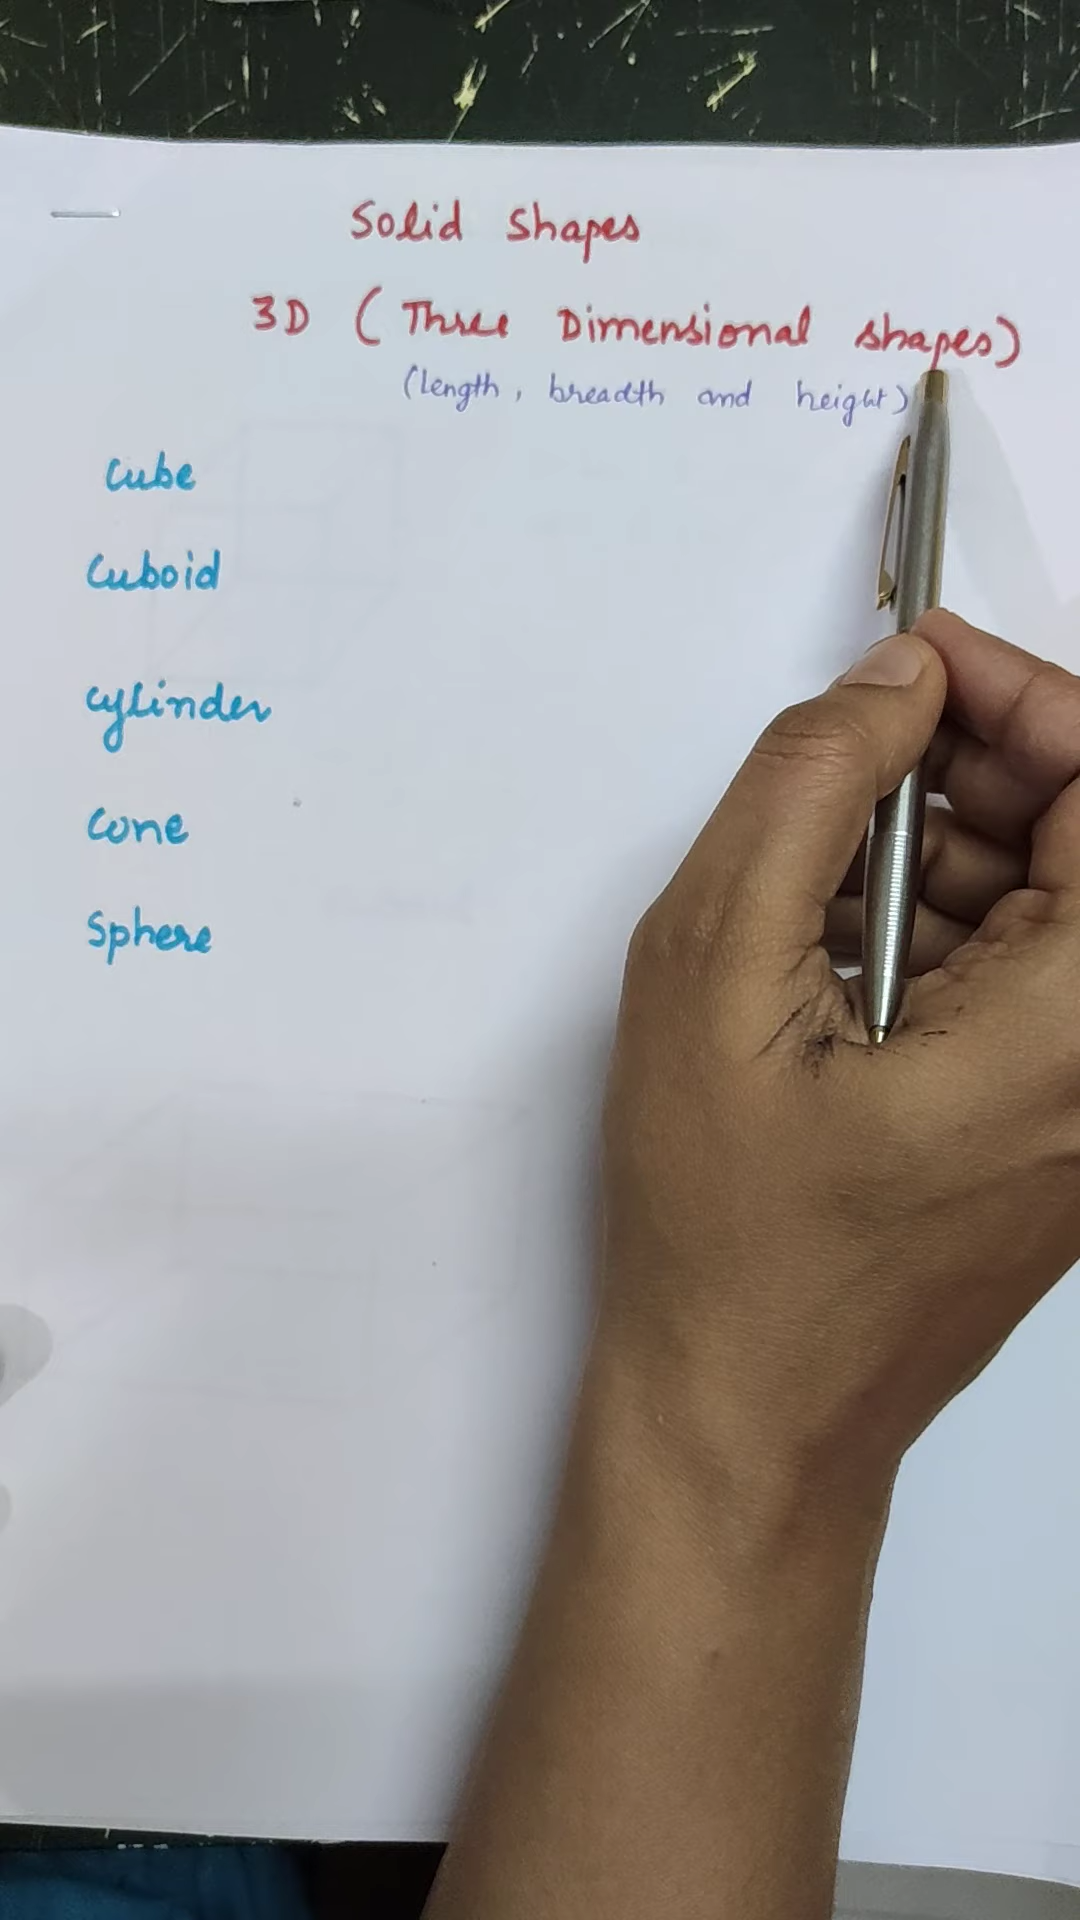 Solid Shapes
3D ( Three Dimensional shapes)
(length, breadth and height)
Cube
Cuboid
Cylinder
Cone
Sphere